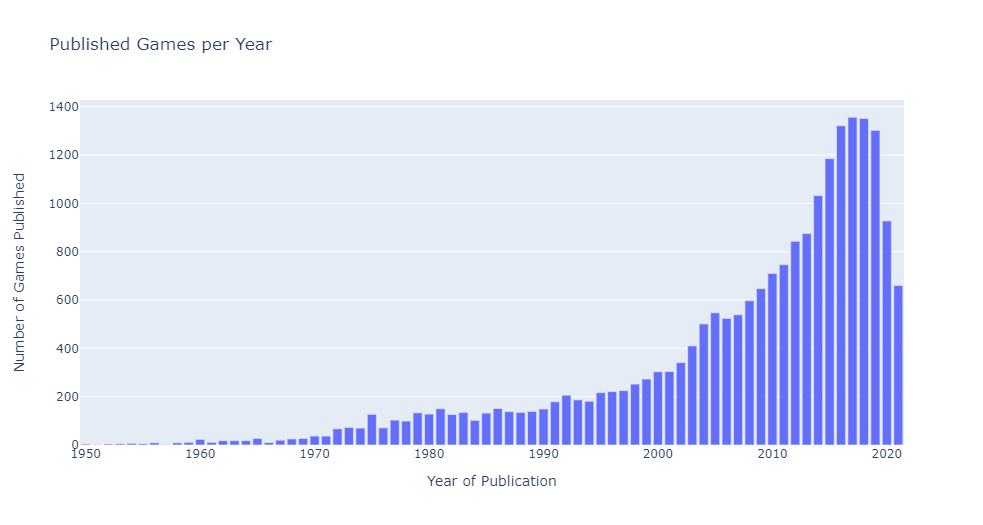 Published Games per Year
1400
1200
1000
800
600
400
200
0
Number of Games Published
1950 1960 1970 1980 1990 2000 2010 2020
Year of Publication